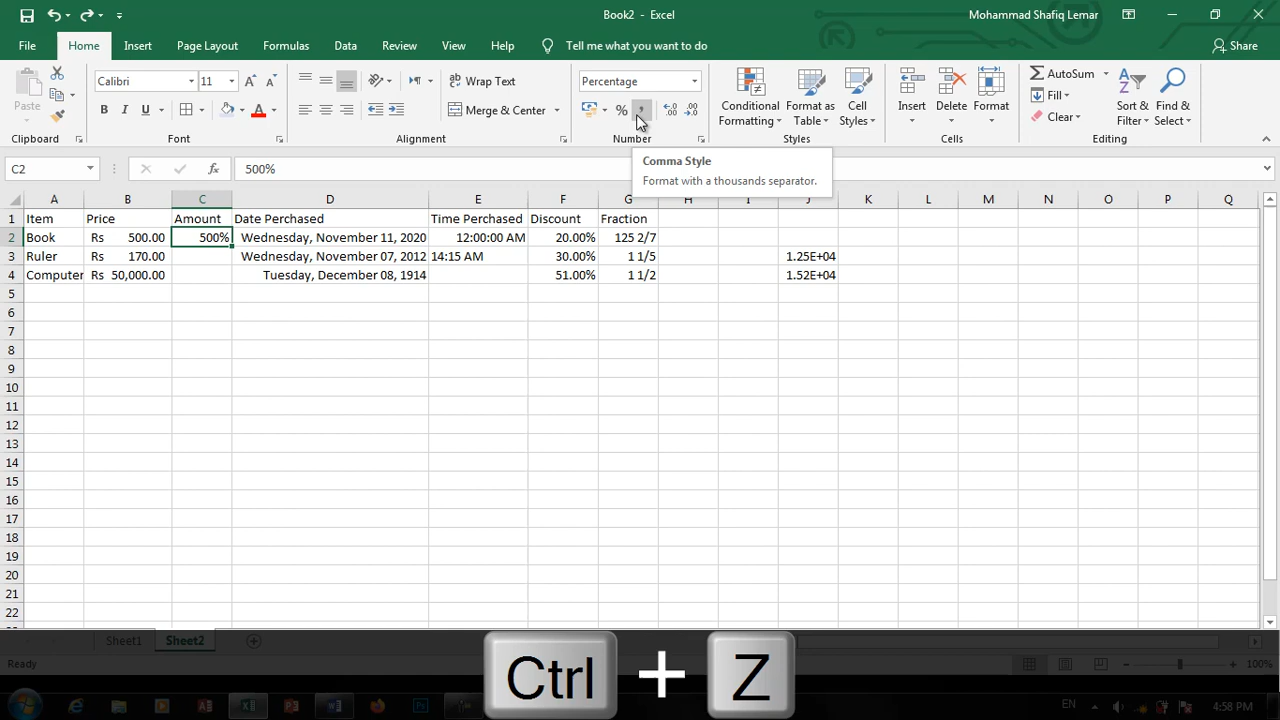 Book2 - Excel
Mohammad Shafiq Lemar
File Home Insert Page Layout Formulas Data Review View Help Tell me what you want to do Share
Paste
Clipboard
Calibri 11
B I U
Font
Wrap Text
Merge & Center
Alignment
Percentage
%
Number
Conditional Formatting
Format as Table
Cell Styles
Styles
Insert Delete Format
Cells
AutoSum
Fill
Clear
Sort & Filter
Find & Select
Editing
C2 fx 500%
Comma Style
Format with a thousands separator.
A B C D E F G H I J K L M N O P Q
1 Item Price Amount Date Perchased Time Perchased Discount Fraction
2 Book Rs 500.00 500% Wednesday, November 11, 2020 12:00:00 AM 20.00% 125 2/7
3 Ruler Rs 170.00 Wednesday, November 07, 2012 14:15 AM 30.00% 1 1/5 1.25E+04
4 Computer Rs 50,000.00 Tuesday, December 08, 1914 51.00% 1 1/2 1.52E+04
5
6
7
8
9
10
11
12
13
14
15
16
17
18
19
20
21
22
Sheet1 Sheet2
Ready
100%
Ctrl + Z
EN 4:58 PM